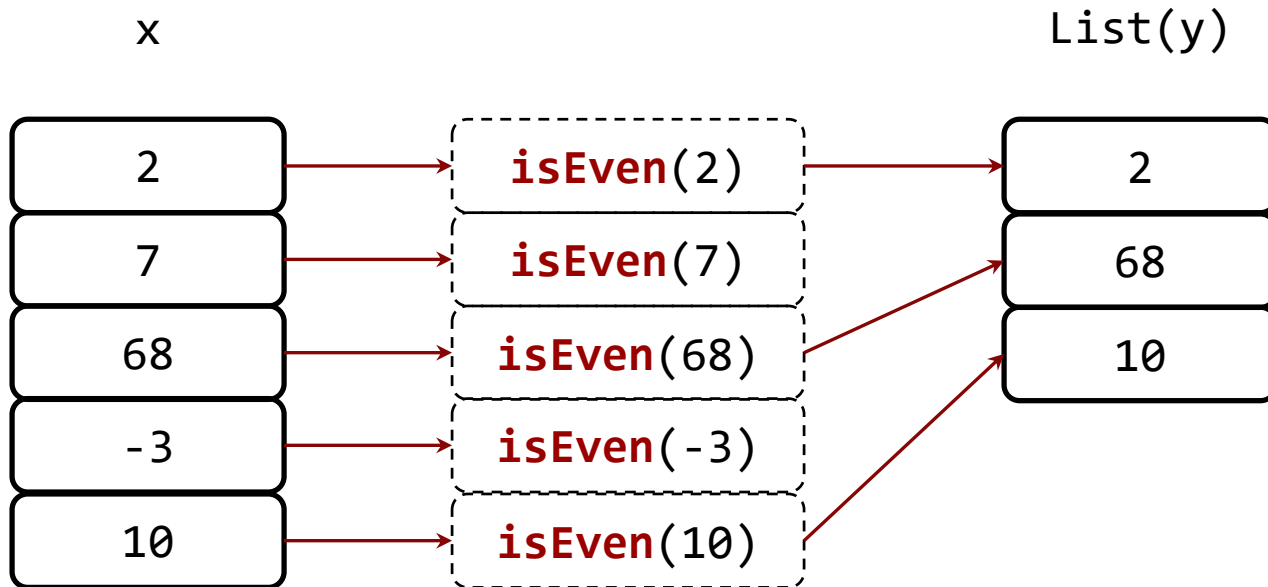 x List(y)
2 isEven(2) 2
7 isEven(7) 68
68 isEven(68) 10
-3 isEven(-3)
10 isEven(10)